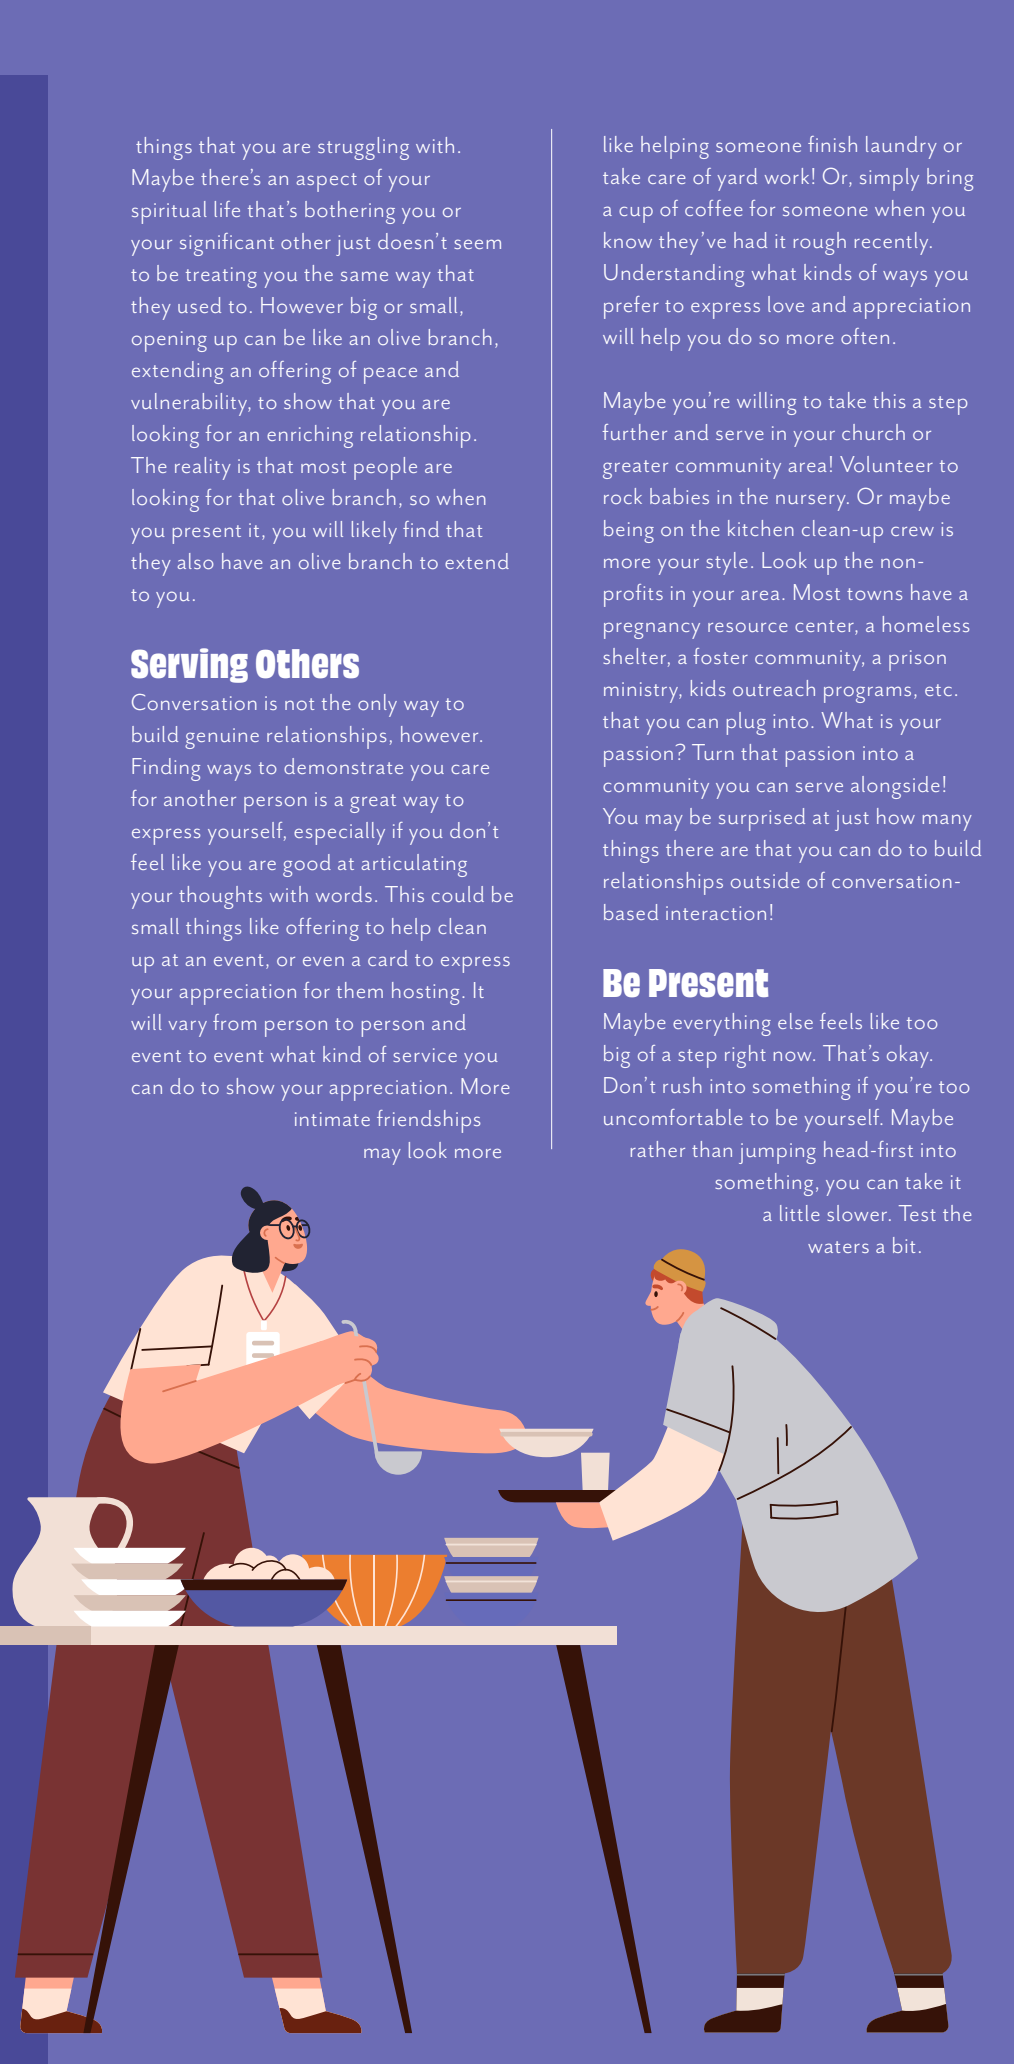 things that you are struggling with.
Maybe there's an aspect of your
spiritual life that's bothering you or
your significant other just doesn't seem
to be treating you the same way that
they used to. However big or small,
opening up can be like an olive branch,
extending an offering of peace and
vulnerability, to show that you are
looking for an enriching relationship.
The reality is that most people are
looking for that olive branch, so when
you present it, you will likely find that
they also have an olive branch to extend
to you.
Serving Others
Conversation is not the only way to
build genuine relationships, however.
Finding ways to demonstrate you care
for another person is a great way to
express yourself, especially if you don't
feel like you are good at articulating
your thoughts with words. This could be
small things like offering to help clean
up at an event, or even a card to express
your appreciation for them hosting. It
will vary from person to person and
event to event what kind of service you
can do to show your appreciation. More
intimate friendships
may look more
like helping someone finish laundry or
take care of yard work! Or, simply bring
a cup of coffee for someone when you
know they've had it rough recently.
Understanding what kinds of ways you
prefer to express love and appreciation
will help you do so more often.
Maybe you're willing to take this a step
further and serve in your church or
greater community area! Volunteer to
rock babies in the nursery. Or maybe
being on the kitchen clean-up crew is
more your style. Look up the non-
profits in your area. Most towns have a
pregnancy resource center, a homeless
shelter, a foster community, a prison
ministry, kids outreach programs, etc.
that you can plug into. What is your
passion? Turn that passion into a
community you can serve alongside!
You may be surprised at just how many
things there are that you can do to build
relationships outside of conversation-
based interaction!
Be Present
Maybe everything else feels like too
big of a step right now. That's okay.
Don't rush into something if you're too
uncomfortable to be yourself. Maybe
rather than jumping head-first into
something, you can take it
a little slower. Test the
waters a bit.